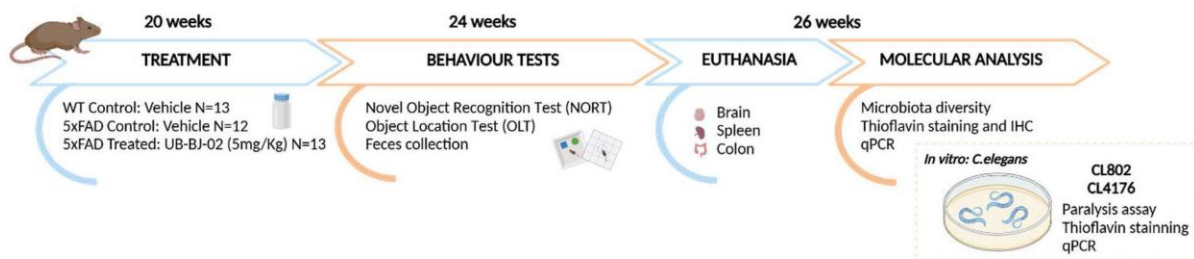 20 weeks
24 weeks
26 weeks
TREATMENT
BEHAVIOUR TESTS
EUTHANASIA
MOLECULAR ANALYSIS
WT Control: Vehicle N=13
5xFAD Control: Vehicle N=12
5xFAD Treated: UB-BJ-02 (5mg/Kg) N=13
Novel Object Recognition Test (NORT)
Object Location Test (OLT)
Feces collection
Brain
Spleen
Colon
Microbiota diversity
Thioflavin staining and IHC
qPCR
In vitro: C.elegans
CL802
CL4176
Paralysis assay
Thioflavin stainning
qPCR